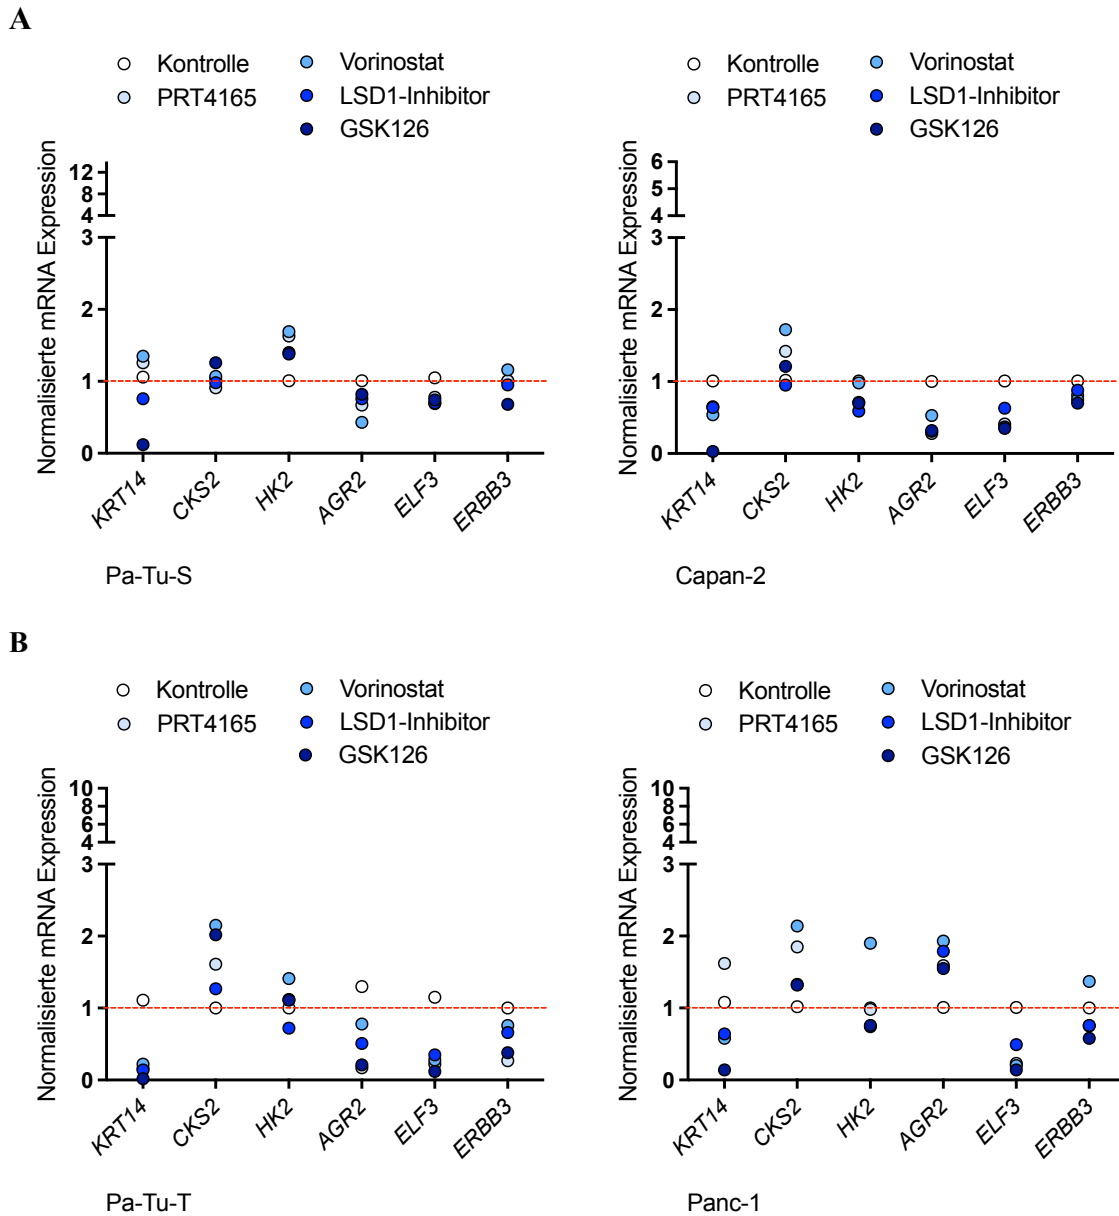 A
Kontrolle
PRT4165
Vorinostat
LSD1-Inhibitor
GSK126
Normalisierte mRNA Expression
12
8
4
3
2
1
0
KRT14
CKS2
HK2
AGR2
ELF3
ERBB3
Pa-Tu-S
Kontrolle
PRT4165
Vorinostat
LSD1-Inhibitor
GSK126
Normalisierte mRNA Expression
6
5
4
3
2
1
0
KRT14
CKS2
HK2
AGR2
ELF3
ERBB3
Capan-2
B
Kontrolle
PRT4165
Vorinostat
LSD1-Inhibitor
GSK126
Normalisierte mRNA Expression
10
8
6
4
3
2
1
0
KRT14
CKS2
HK2
AGR2
ELF3
ERBB3
Pa-Tu-T
Kontrolle
PRT4165
Vorinostat
LSD1-Inhibitor
GSK126
Normalisierte mRNA Expression
10
8
6
4
3
2
1
0
KRT14
CKS2
HK2
AGR2
ELF3
ERBB3
Panc-1